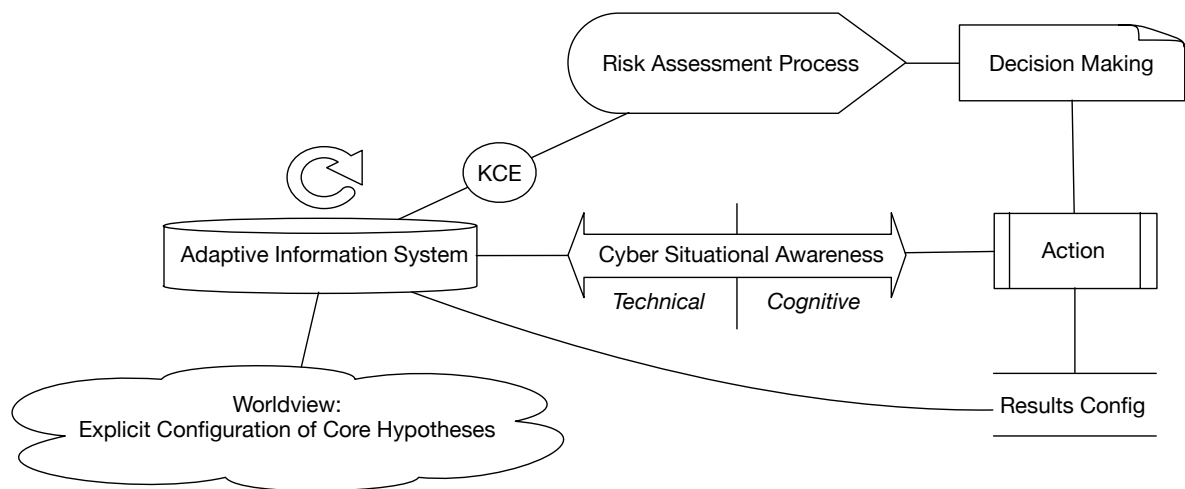 Risk Assessment Process
Decision Making
KCE
Adaptive Information System
Cyber Situational Awareness
Action
Technical
Cognitive
Worldview:
Explicit Configuration of Core Hypotheses
Results Config